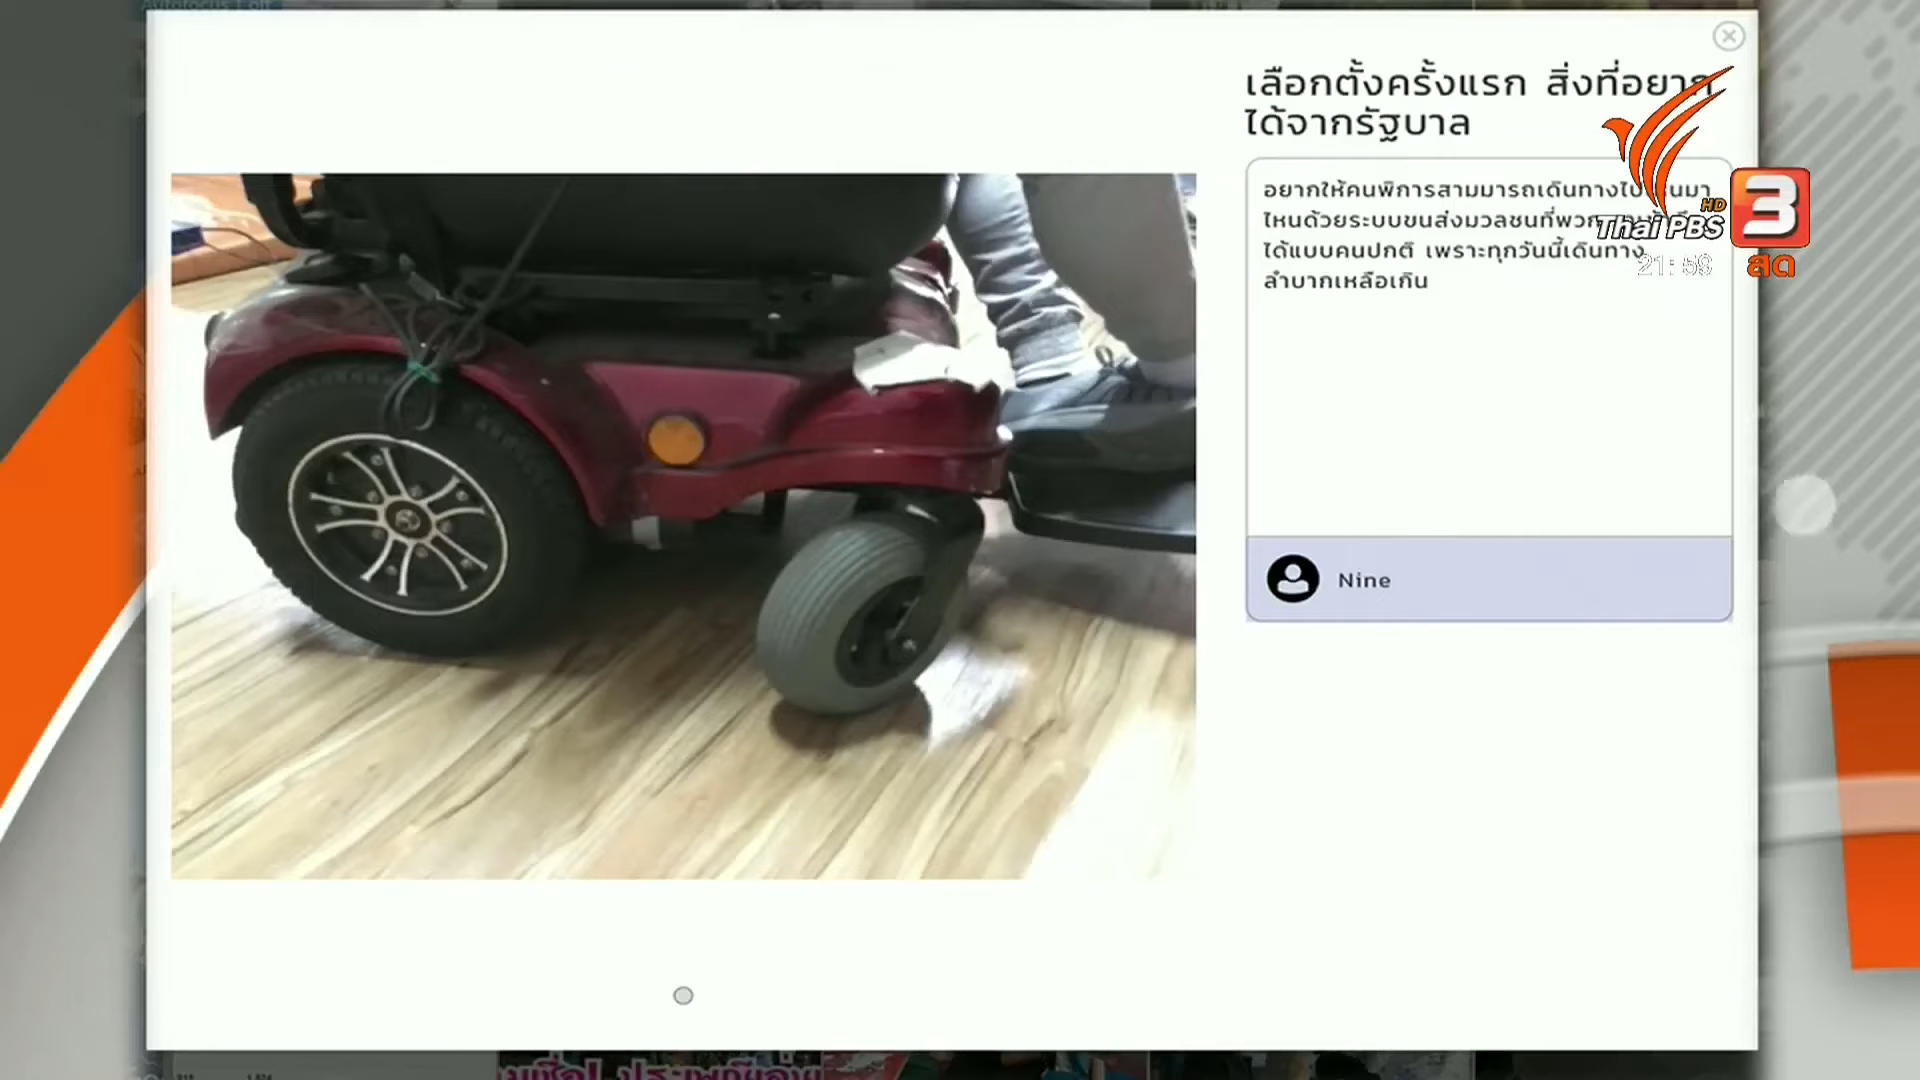 เลือกตั้งครั้งแรก สิ่งที่อยาก
ได้จากรัฐบาล
อยากให้คนพิการสามมารถเดินทางไป
ไหนด้วยระบบขนส่งมวลชนที่พวก
ได้แบบคนปกติ เพราะทุกวันนี้เดินทาง
ลำบากเหลือเกิน
HD
Thai PBS
3
21:59
สด
Nine